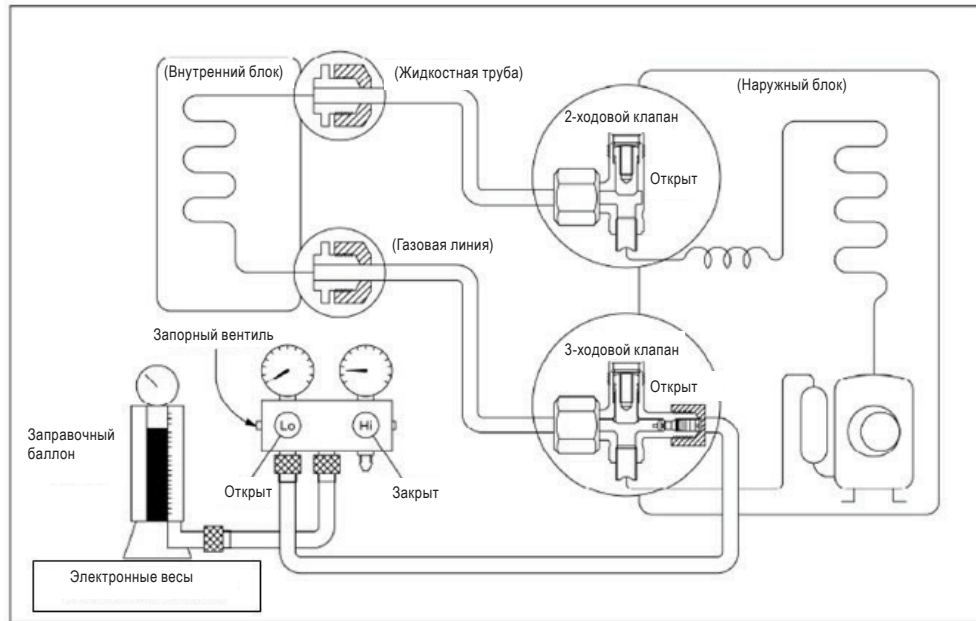 (Внутренний блок)
(Жидкостная труба)
(Наружный блок)
2-ходовой клапан
Открыт
(Газовая линия)
Запорный вентиль
3-ходовой клапан
Открыт
Заправочный
баллон
Lo
Hi
Открыт
Закрыт
Электронные весы